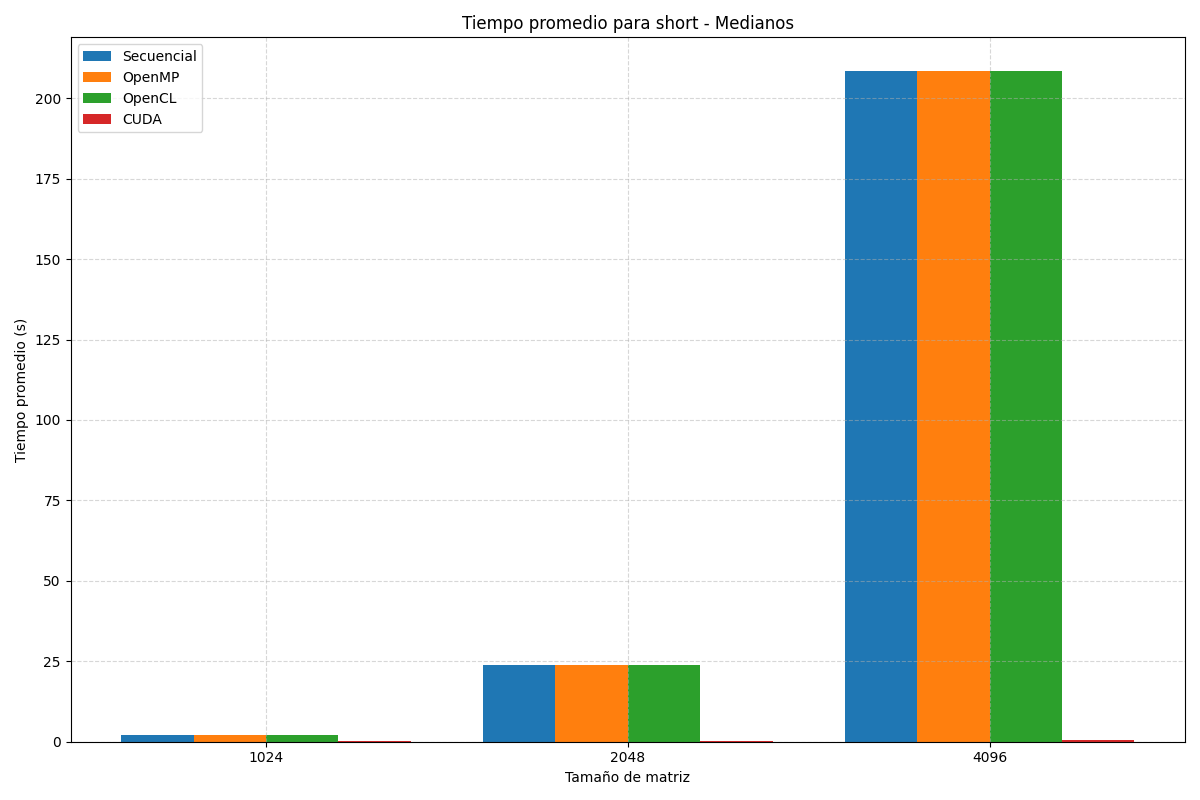 Tiempo promedio para short - Medianos
Secuencial
OpenMP
OpenCL
CUDA
Tiempo promedio (s)
200
175
150
125
100
75
50
25
0
1024
2048
4096
Tamaño de matriz